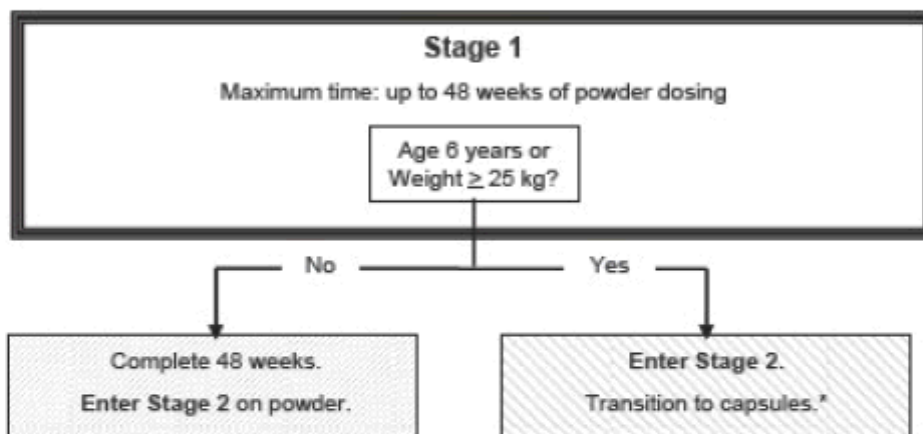 Stage 1
Maximum time: up to 48 weeks of powder dosing
Age 6 years or
Weight ≥ 25 kg?
No
Yes
Complete 48 weeks.
Enter Stage 2 on powder.
Enter Stage 2.
Transition to capsules.*